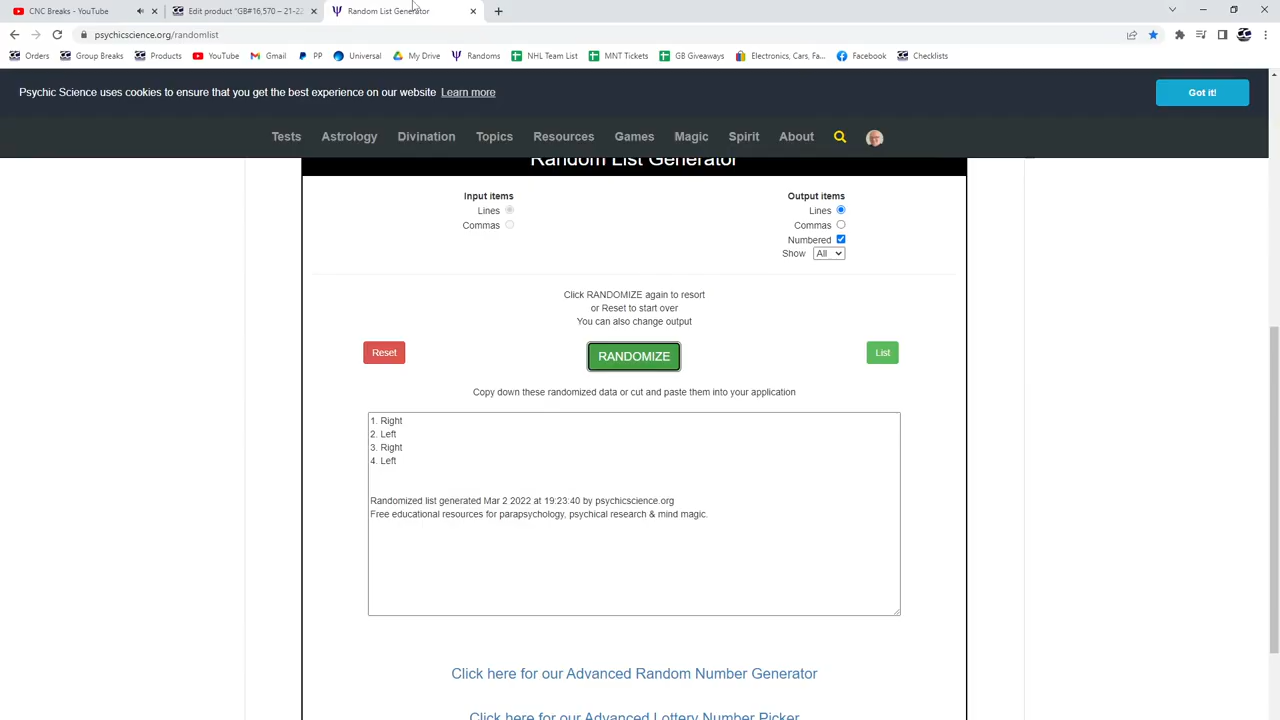 CNC Breaks - YouTube
Edit product "GB#16,570 – 21-22
Random List Generator
psychicscience.org/randomlist
Orders
Group Breaks
Products
YouTube
Gmail
PP
Universal
My Drive
Randoms
NHL Team List
MNT Tickets
GB Giveaways
Electronics, Cars, Fa...
Facebook
Checklists
Psychic Science uses cookies to ensure that you get the best experience on our website Learn more
Got it!
Tests
Astrology
Divination
Topics
Resources
Games
Magic
Spirit
About
Random List Generator
Input items
Lines
Commas
Output items
Lines
Commas
Numbered
Show All
Click RANDOMIZE again to resort
or Reset to start over
You can also change output
Reset
RANDOMIZE
List
Copy down these randomized data or cut and paste them into your application
1. Right
2. Left
3. Right
4. Left
Randomized list generated Mar 2 2022 at 19:23:40 by psychicscience.org
Free educational resources for parapsychology, psychical research & mind magic.
Click here for our Advanced Random Number Generator
Click here for our Advanced Lottery Number Picker